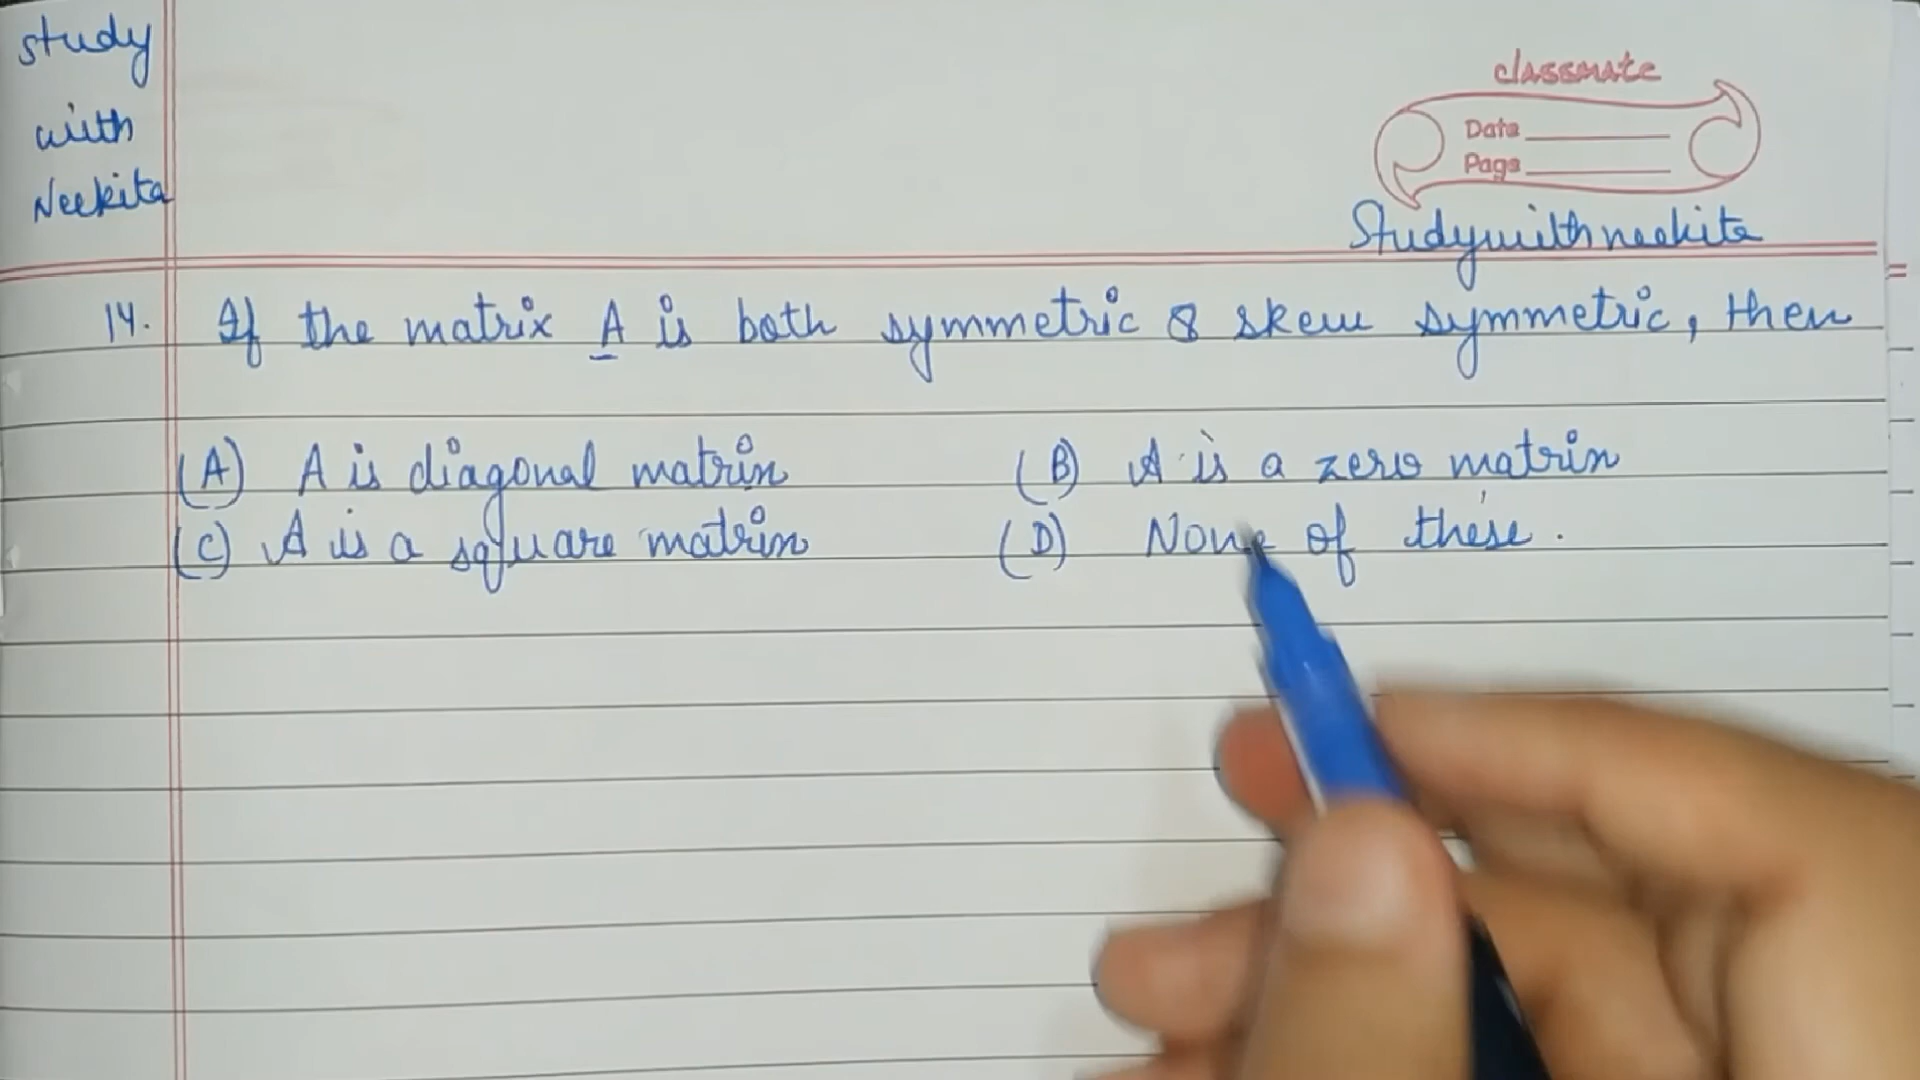 study
with
Neekita
classmate
Date
Page
Studywithneekita
14. If the matrix A is both symmetric & skew symmetric, then
(A) A is diagonal matrix (B) A is a zero matrix
(C) A is a square matrix (D) None of these.